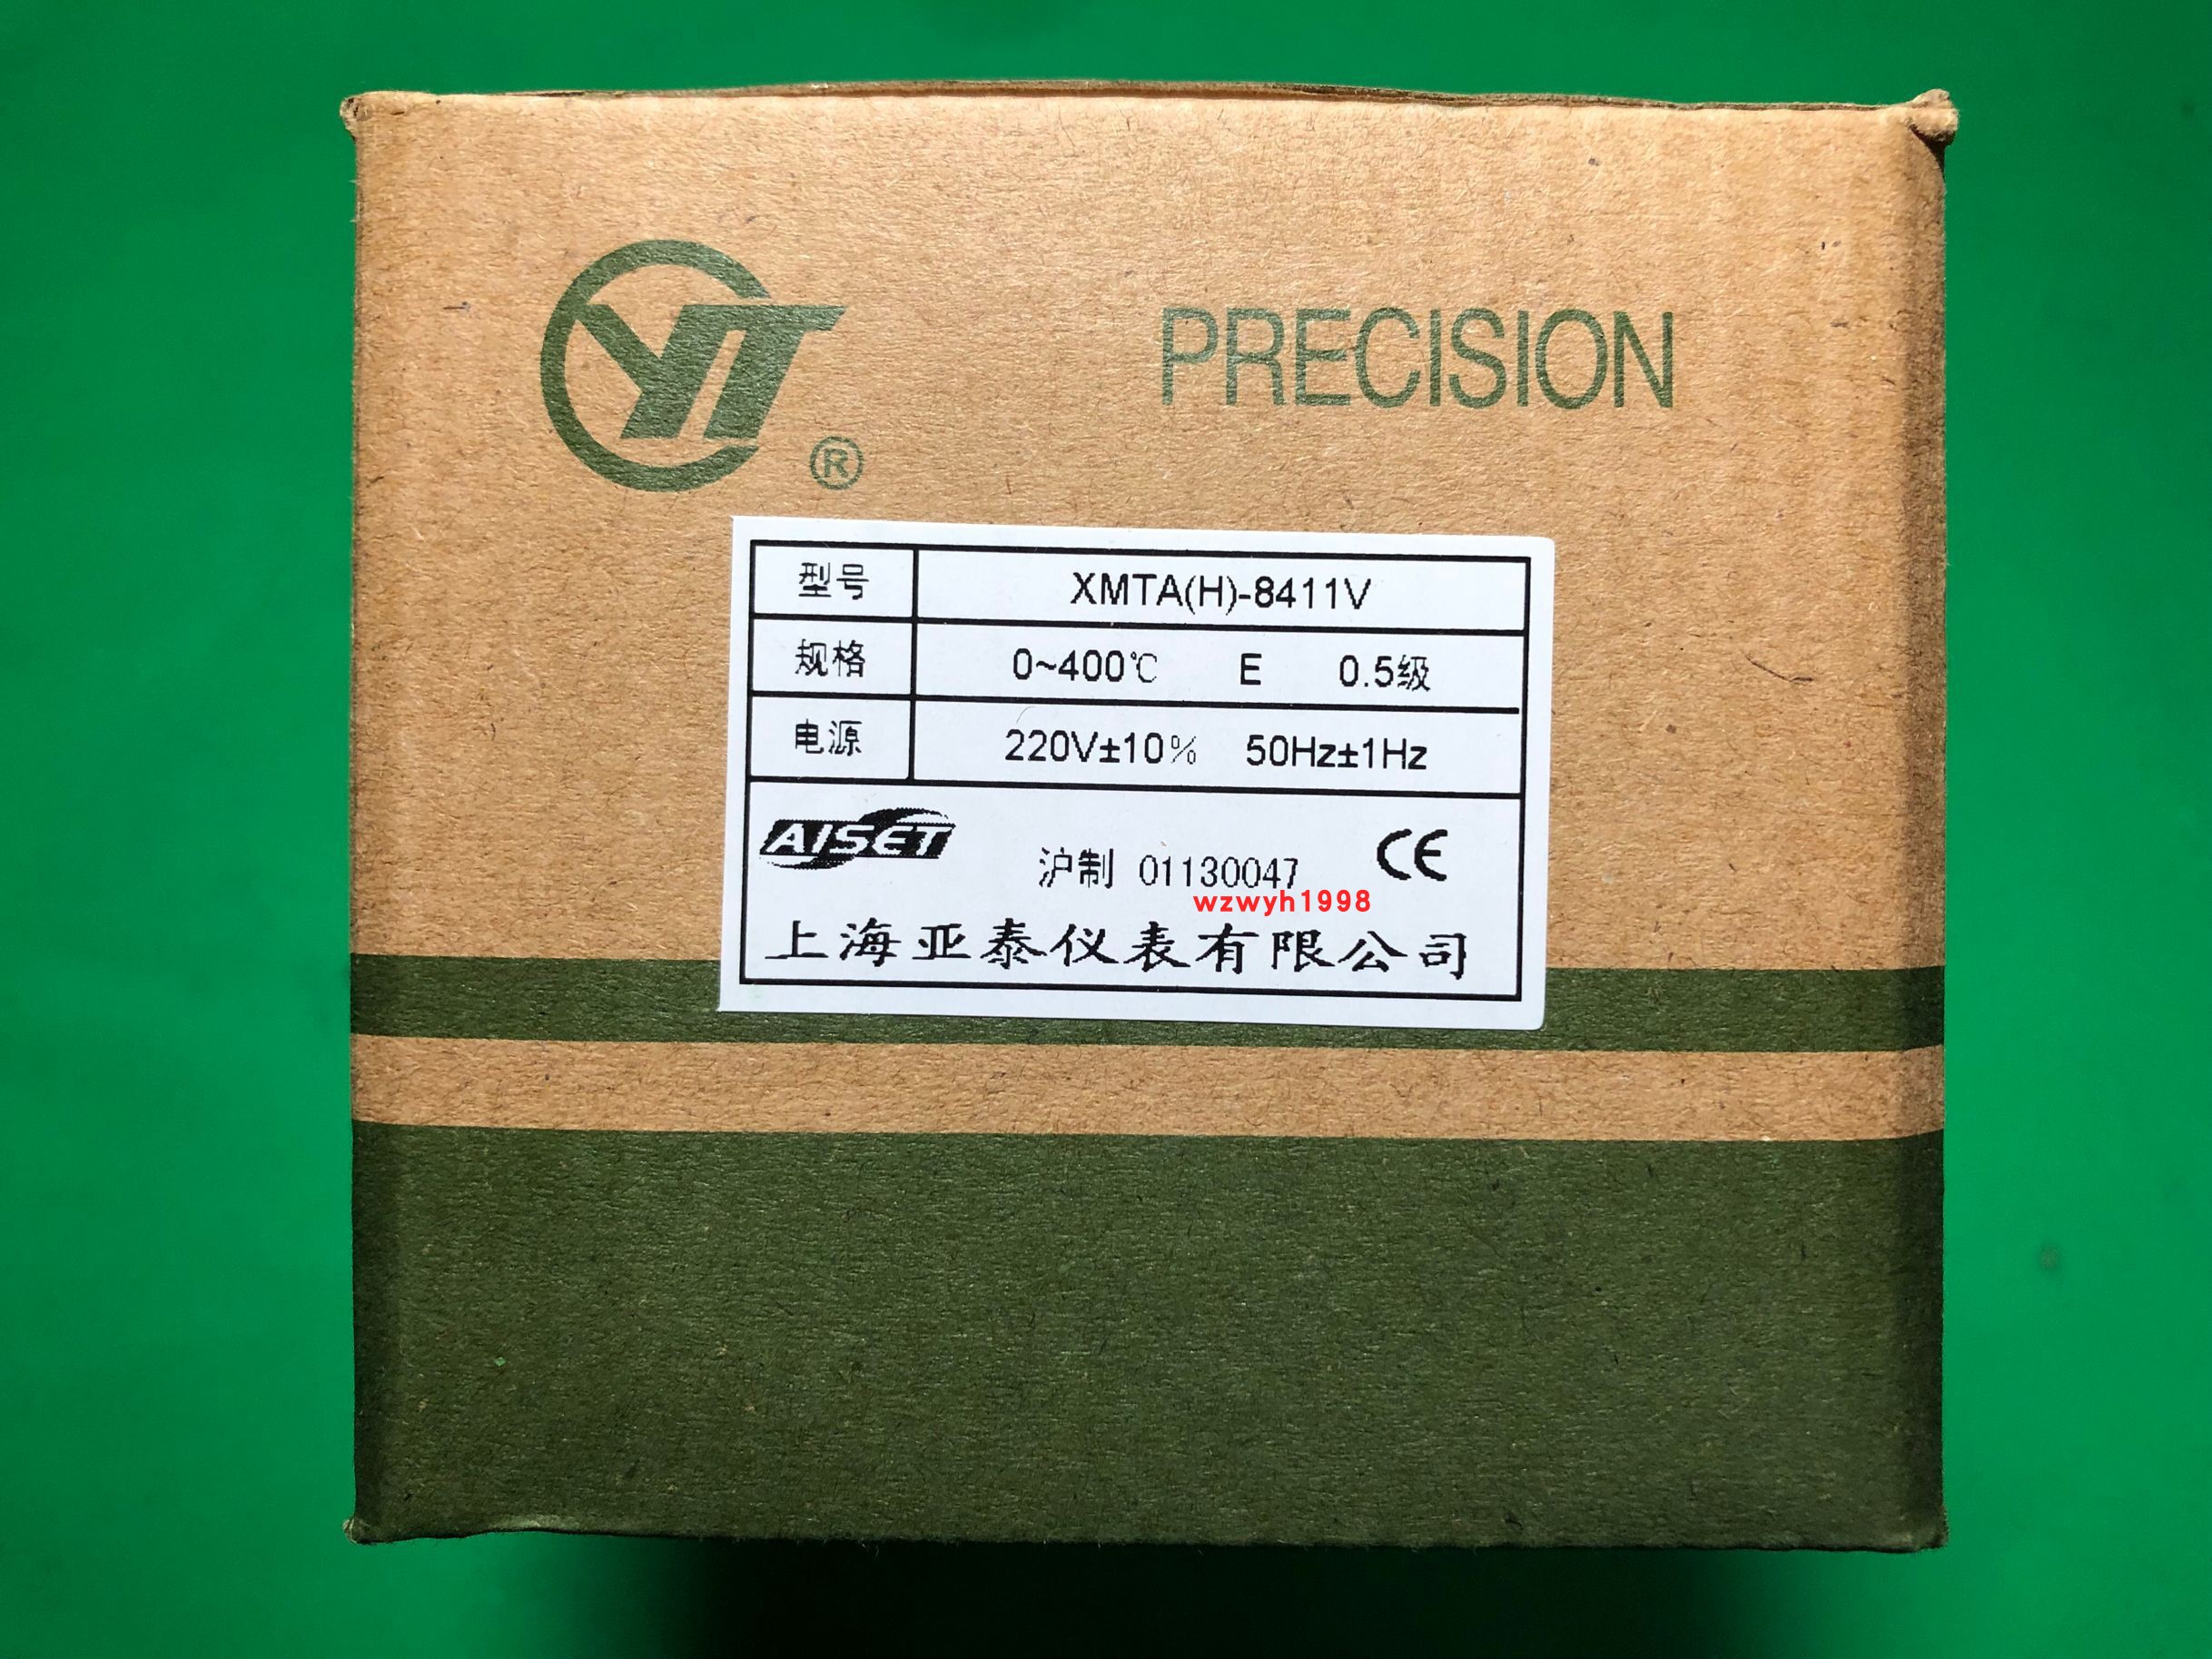 YT ®
PRECISION
型号 XMTA(H)-8411V
规格 0~400℃ E 0.5级
电源 220V±10% 50Hz±1Hz
AISET
沪制 01130047 CE
wzwyh1998
上海亚泰仪表有限公司